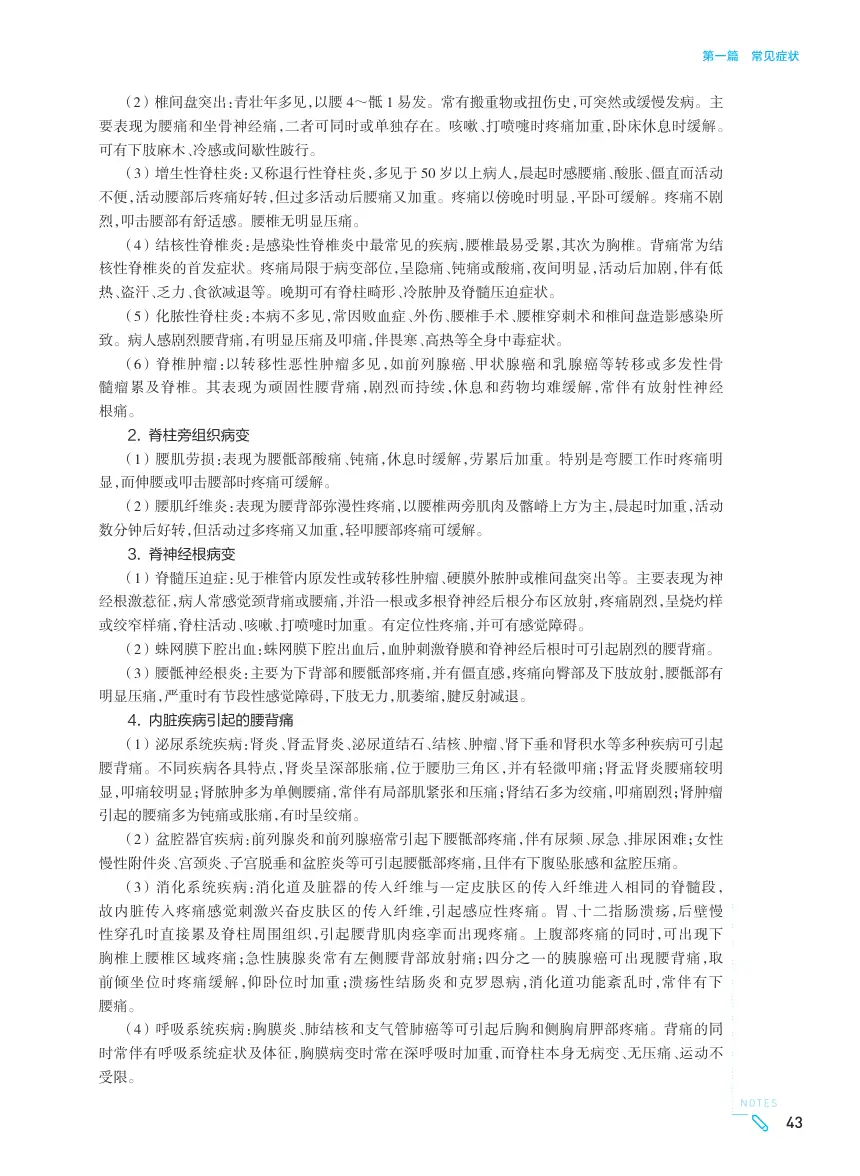 第一篇 常见症状
（2）椎间盘突出：青壮年多见，以腰 4～骶 1 易发。常有搬重物或扭伤史，可突然或缓慢发病。主
要表现为腰痛和坐骨神经痛，二者可同时或单独存在。咳嗽、打喷嚏时疼痛加重，卧床休息时缓解。
可有下肢麻木、冷感或间歇性跛行。
（3）增生性脊柱炎：又称退行性脊柱炎，多见于 50 岁以上病人，晨起时感腰痛、酸胀、僵直而活动
不便，活动腰部后疼痛好转，但过多活动后腰痛又加重。疼痛以傍晚时明显，平卧可缓解。疼痛不剧
烈，叩击腰部有舒适感。腰椎无明显压痛。
（4）结核性脊椎炎：是感染性脊椎炎中最常见的疾病，腰椎最易受累，其次为胸椎。背痛常为结
核性脊椎炎的首发症状。疼痛局限于病变部位，呈隐痛、钝痛或酸痛，夜间明显，活动后加剧，伴有低
热、盗汗、乏力、食欲减退等。晚期可有脊柱畸形、冷脓肿及脊髓压迫症状。
（5）化脓性脊柱炎：本病不多见，常因败血症、外伤、腰椎手术、腰椎穿刺术和椎间盘造影感染所
致。病人感剧烈腰背痛，有明显压痛及叩痛，伴畏寒、高热等全身中毒症状。
（6）脊椎肿瘤：以转移性恶性肿瘤多见，如前列腺癌、甲状腺癌和乳腺癌等转移或多发性骨
髓瘤累及脊椎。其表现为顽固性腰背痛，剧烈而持续，休息和药物均难缓解，常伴有放射性神经
根痛。
2. 脊柱旁组织病变
（1）腰肌劳损：表现为腰骶部酸痛、钝痛，休息时缓解，劳累后加重。特别是弯腰工作时疼痛明
显，而伸腰或叩击腰部时疼痛可缓解。
（2）腰肌纤维炎：表现为腰背部弥漫性疼痛，以腰椎两旁肌肉及髂嵴上方为主，晨起时加重，活动
数分钟后好转，但活动过多疼痛又加重，轻叩腰部疼痛可缓解。
3. 脊神经根病变
（1）脊髓压迫症：见于椎管内原发性或转移性肿瘤、硬膜外脓肿或椎间盘突出等。主要表现为神
经根激惹征，病人常感觉颈背痛或腰痛，并沿一根或多根脊神经后根分布区放射，疼痛剧烈，呈烧灼样
或绞窄样痛，脊柱活动、咳嗽、打喷嚏时加重。有定位性疼痛，并可有感觉障碍。
（2）蛛网膜下腔出血：蛛网膜下腔出血后，血肿刺激脊膜和脊神经后根时可引起剧烈的腰背痛。
（3）腰骶神经根炎：主要为下背部和腰骶部疼痛，并有僵直感，疼痛向臀部及下肢放射，腰骶部有
明显压痛，严重时有节段性感觉障碍，下肢无力，肌萎缩，腱反射减退。
4. 内脏疾病引起的腰背痛
（1）泌尿系统疾病：肾炎、肾盂肾炎、泌尿道结石、结核、肿瘤、肾下垂和肾积水等多种疾病可引起
腰背痛。不同疾病各具特点，肾炎呈深部胀痛，位于腰肋三角区，并有轻微叩痛；肾盂肾炎腰痛较明
显，叩痛较明显；肾脓肿多为单侧腰痛，常伴有局部肌紧张和压痛；肾结石多为绞痛，叩痛剧烈；肾肿瘤
引起的腰痛多为钝痛或胀痛，有时呈绞痛。
（2）盆腔器官疾病：前列腺炎和前列腺癌常引起下腰骶部疼痛，伴有尿频、尿急、排尿困难；女性
慢性附件炎、宫颈炎、子宫脱垂和盆腔炎等可引起腰骶部疼痛，且伴有下腹坠胀感和盆腔压痛。
（3）消化系统疾病：消化道及脏器的传入纤维与一定皮肤区的传入纤维进入相同的脊髓段，
故内脏传入疼痛感觉刺激兴奋皮肤区的传入纤维，引起感应性疼痛。胃、十二指肠溃疡，后壁慢
性穿孔时直接累及脊柱周围组织，引起腰背肌肉痉挛而出现疼痛。上腹部疼痛的同时，可出现下
胸椎上腰椎区域疼痛；急性胰腺炎常有左侧腰背部放射痛；四分之一的胰腺癌可出现腰背痛，取
前倾坐位时疼痛缓解，仰卧位时加重；溃疡性结肠炎和克罗恩病，消化道功能紊乱时，常伴有下
腰痛。
（4）呼吸系统疾病：胸膜炎、肺结核和支气管肺癌等可引起后胸和侧胸肩胛部疼痛。背痛的同
时常伴有呼吸系统症状及体征，胸膜病变时常在深呼吸时加重，而脊柱本身无病变、无压痛、运动不
受限。
NOTES
43